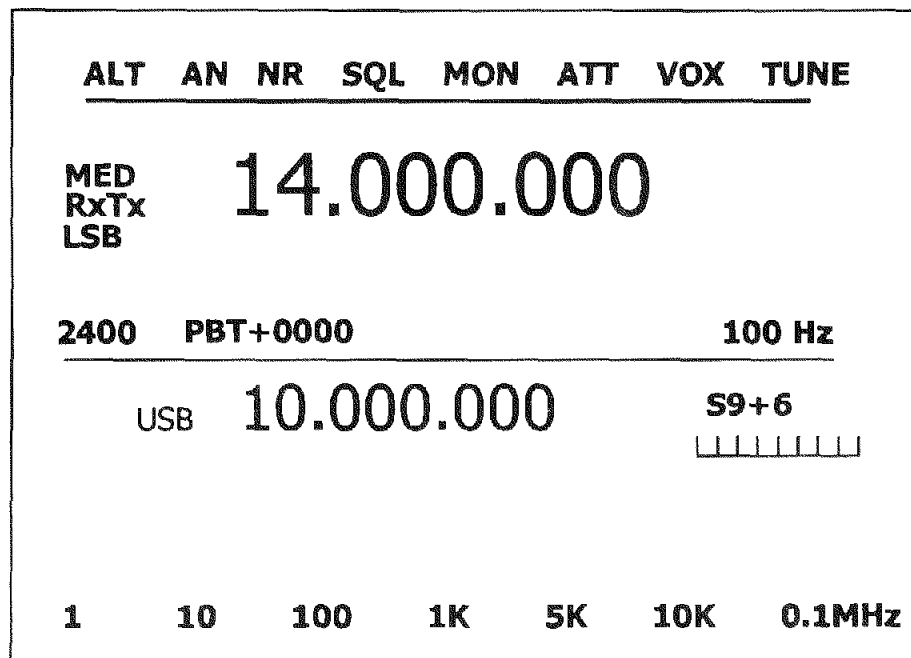 ALT AN NR SQL MON ATT VOX TUNE
MED 14.000.000
RxTx
LSB
2400 PBT+0000 100 Hz
USB 10.000.000 S9+6
1 10 100 1K 5K 10K 0.1MHz